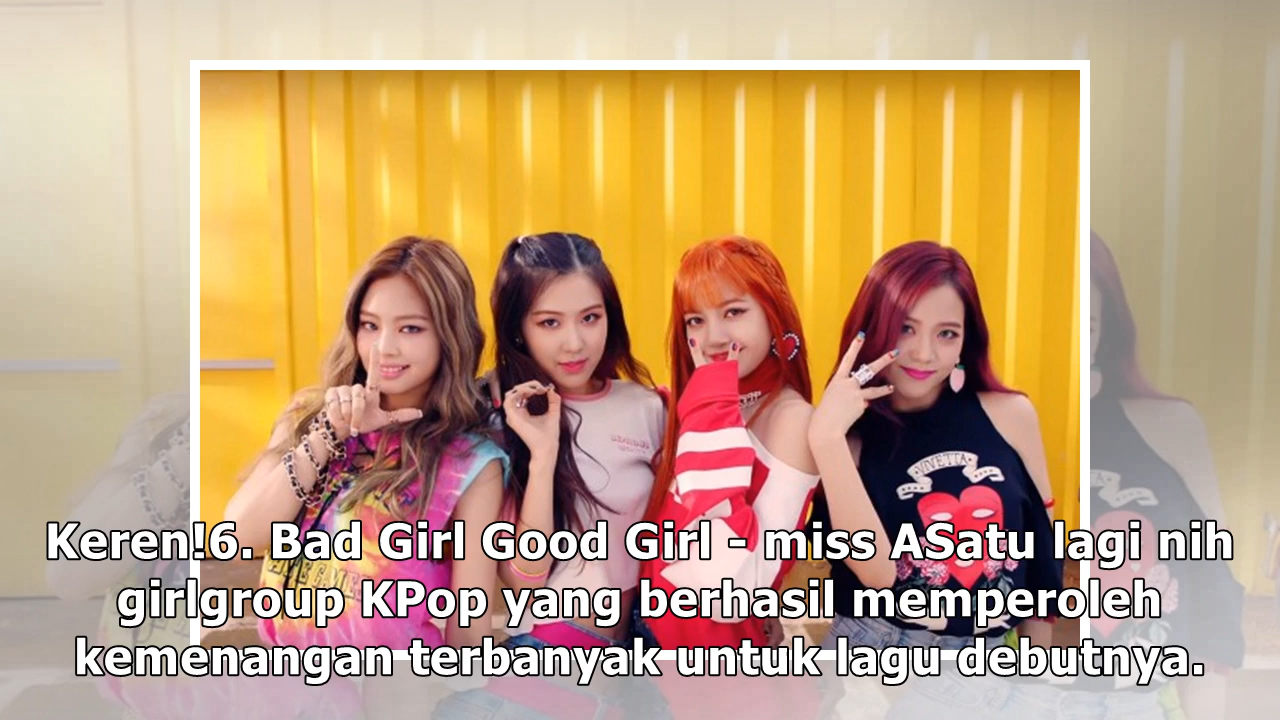 VIVETTA
Keren!6. Bad Girl Good Girl - miss ASatu lagi nih
girlgroup KPop yang berhasil memperoleh
kemenangan terbanyak untuk lagu debutnya.